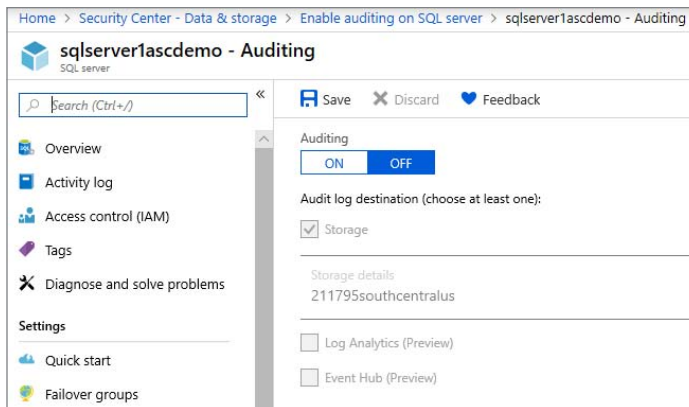 Home > Security Center - Data & storage > Enable auditing on SQL server > sqlserver1ascdemo - Auditing
sqlserver1ascdemo - Auditing
SQL server
Search (Ctrl+/)
«
Overview
Activity log
Access control (IAM)
Tags
Diagnose and solve problems
Settings
Quick start
Failover groups
Save Discard Feedback
Auditing
ON OFF
Audit log destination (choose at least one):
Storage
Storage details
211795southcentralus
Log Analytics (Preview)
Event Hub (Preview)